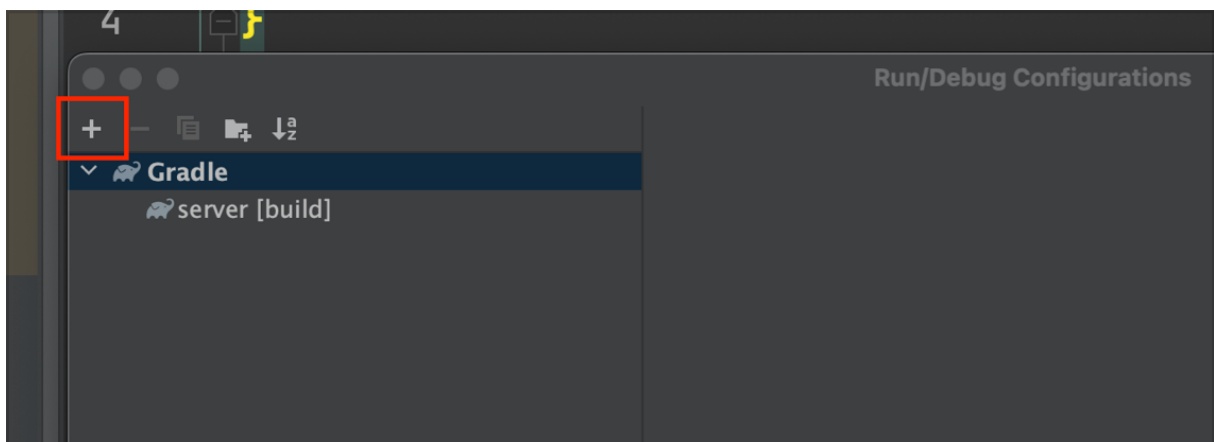 4 }
Run/Debug Configurations
+ − a z
Gradle
server [build]